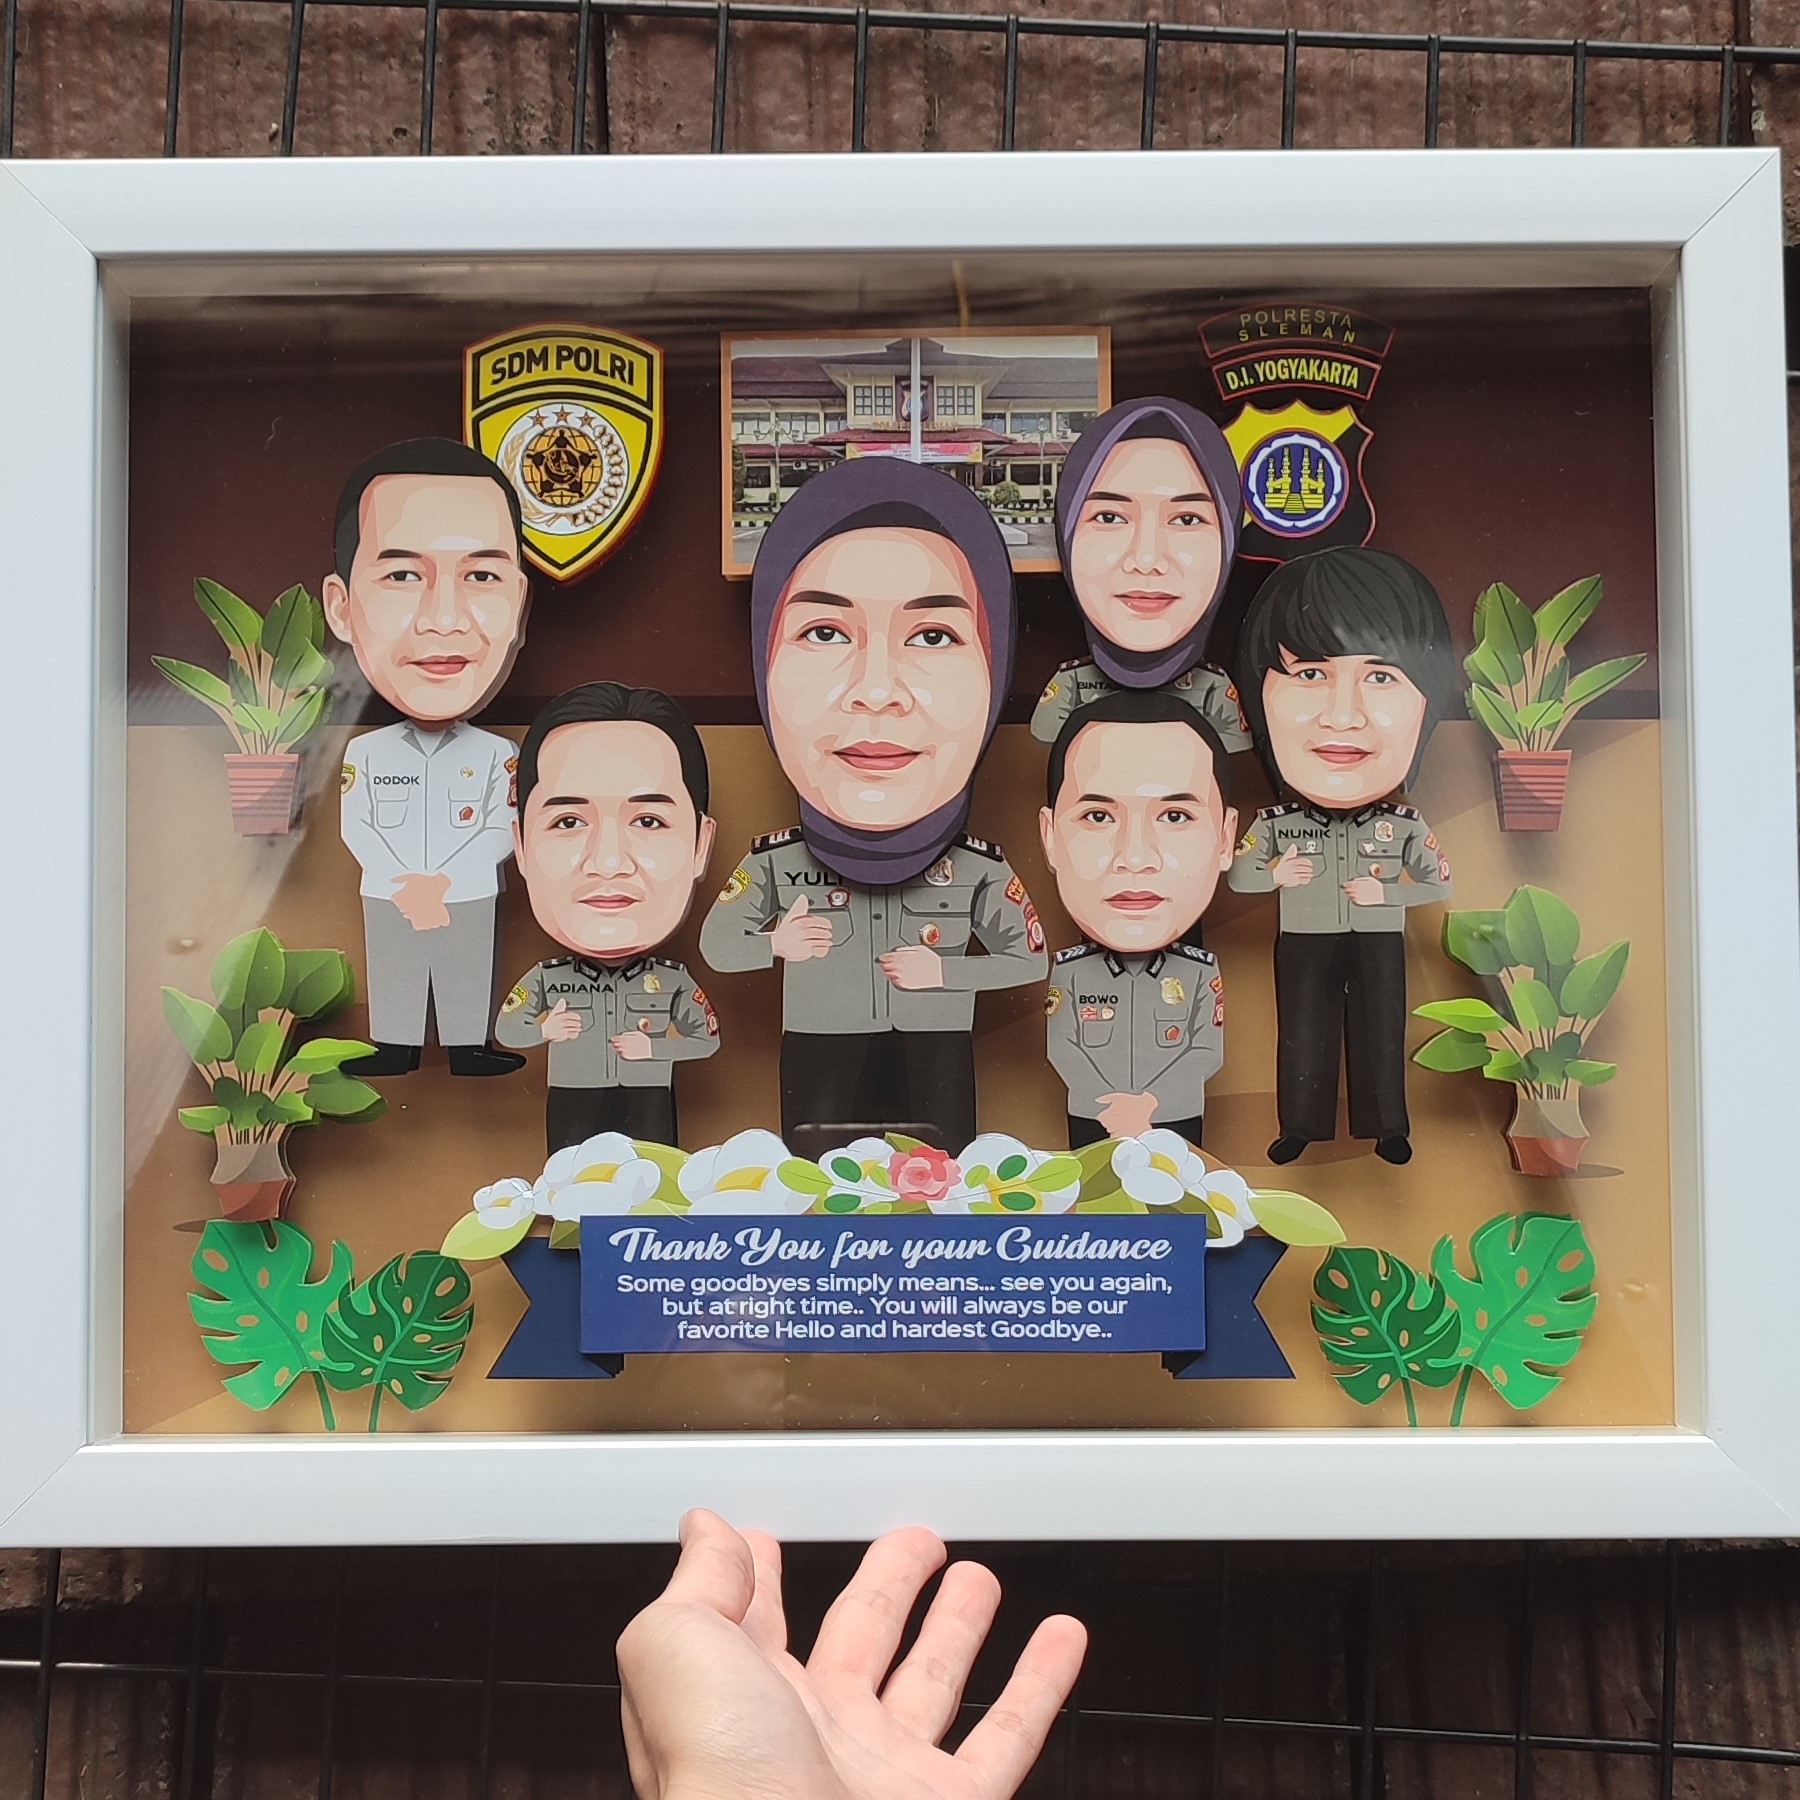 SDM POLRI
POLRESTA
SLEMAN
D.I. YOGYAKARTA
DODOK
ADIANA
YULI
BINTA
BOWO
NUNIK
Thank You for your Guidance
Some goodbyes simply means... see you again,
but at right time.. You will always be our
favorite Hello and hardest Goodbye..